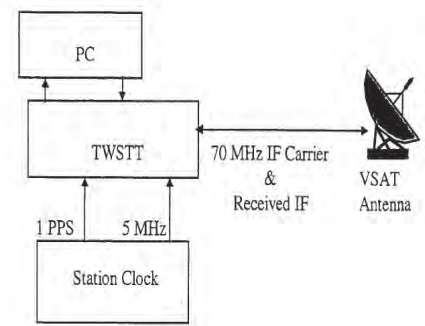 PC
TWSTT
70 MHz IF Carrier
&
Received IF
VSAT
Antenna
1 PPS
5 MHz
Station Clock